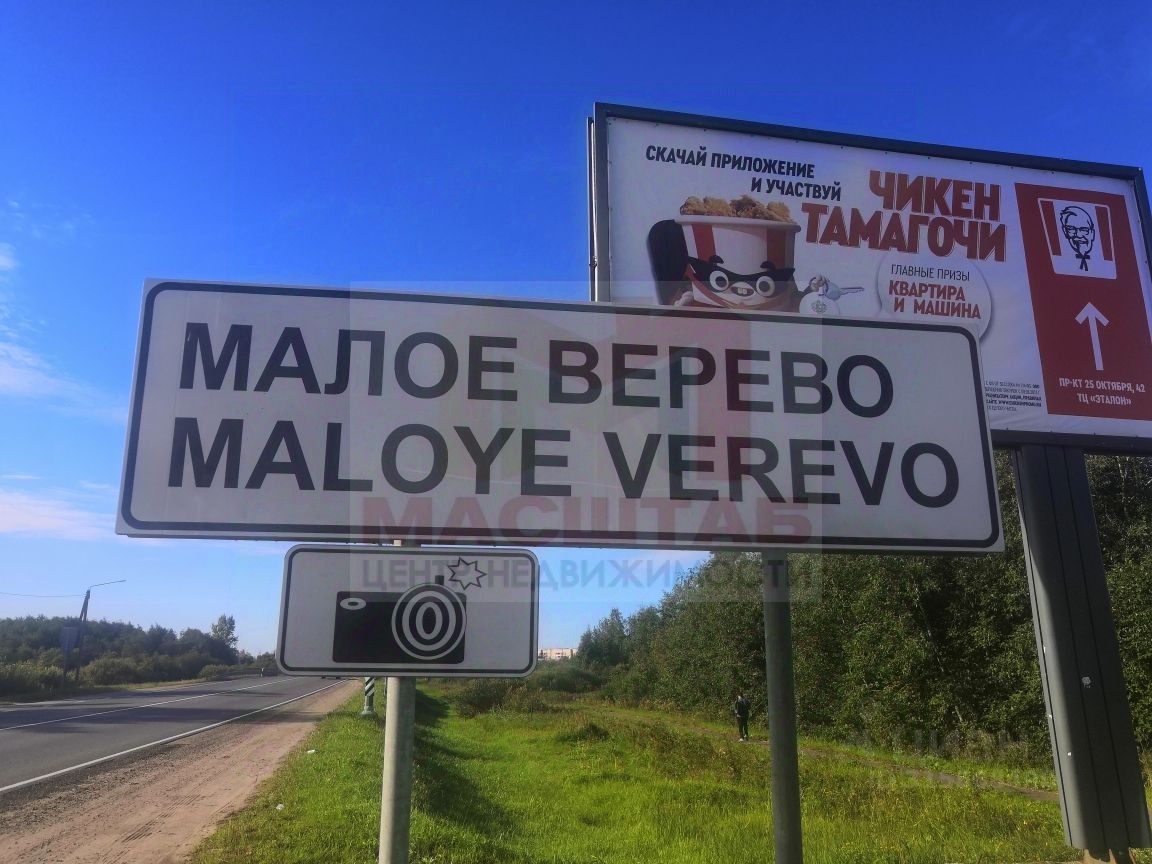 СКАЧАЙ ПРИЛОЖЕНИЕ
И УЧАСТВУЙ
ЧИКЕН
ТАМАГОЧИ
ГЛАВНЫЕ ПРИЗЫ
КВАРТИРА
И МАШИНА
ПР-КТ 25 ОКТЯБРЯ, 42
ТЦ «ЭТАЛОН»
МАЛОЕ ВЕРЕВО
MALOYE VEREVO
МАСШТАБ
ЦЕНТР НЕДВИЖИМОСТИ